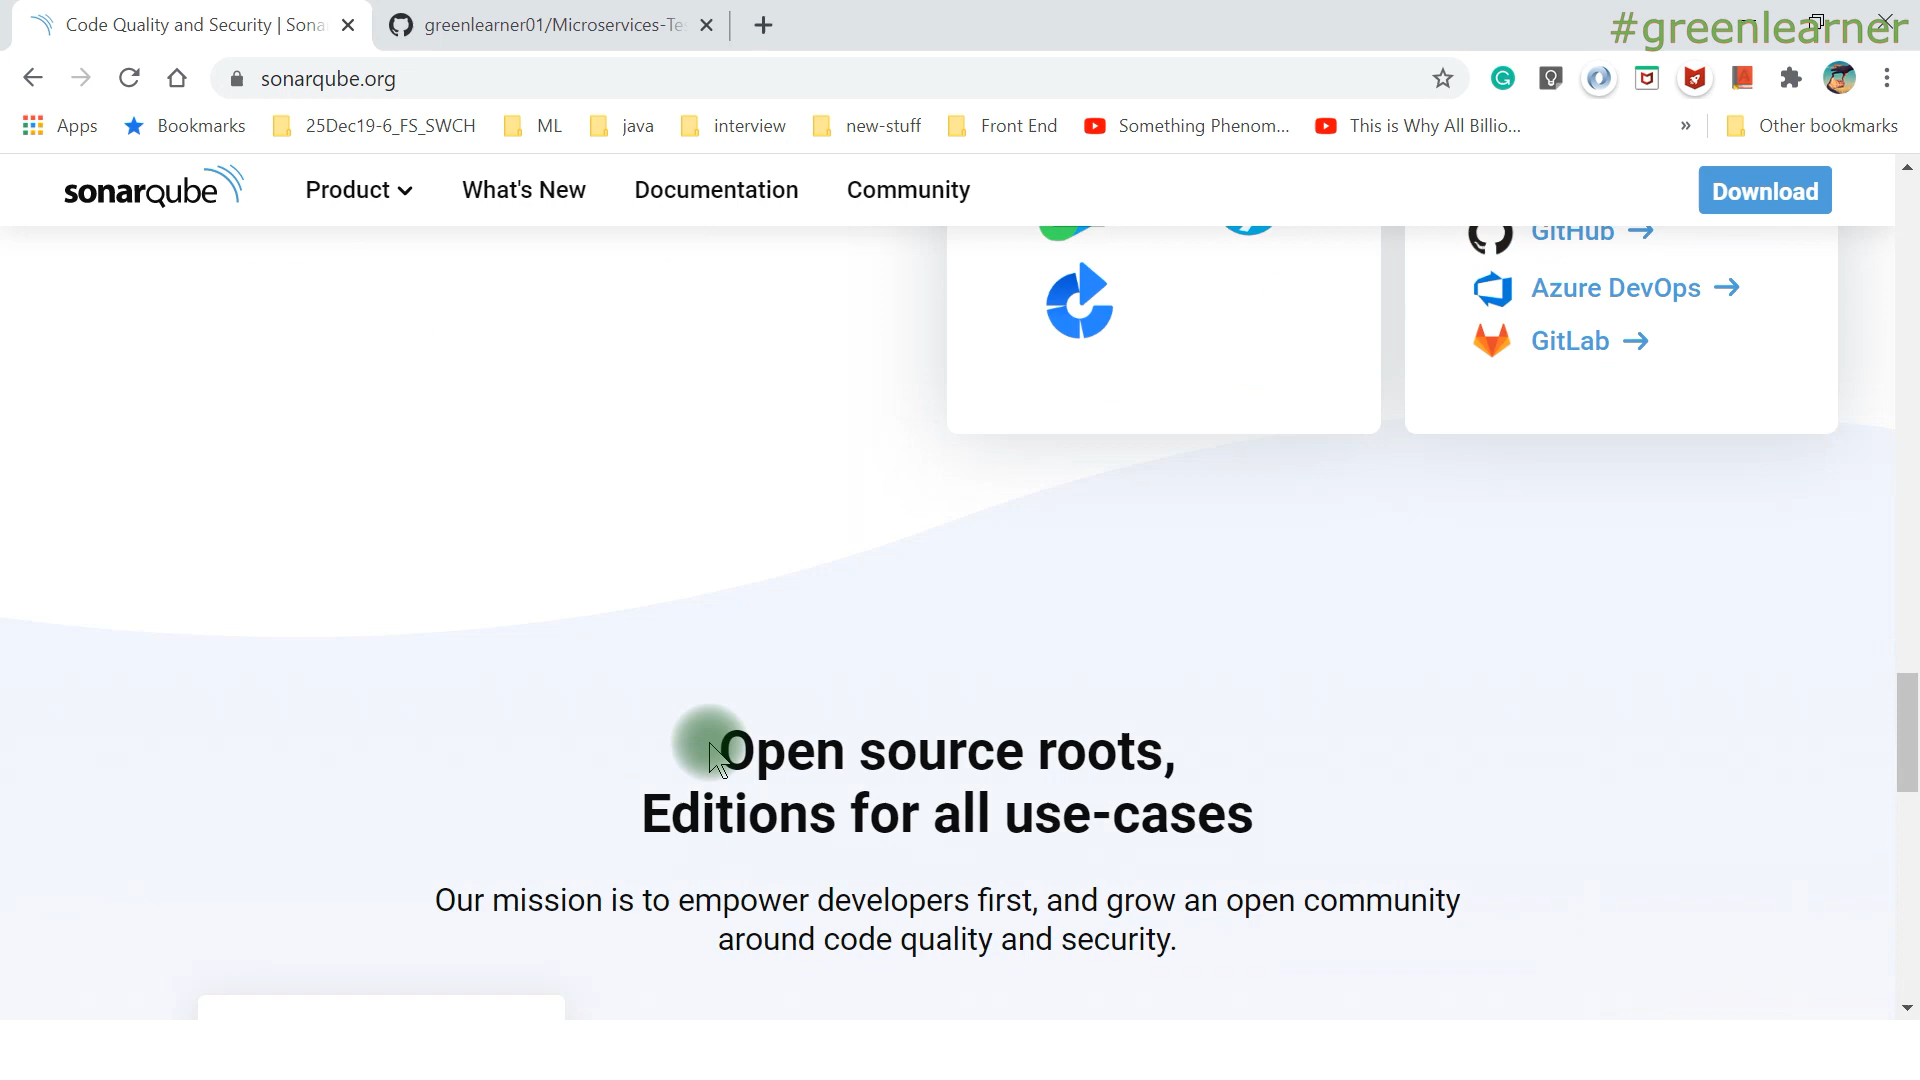 Code Quality and Security | Sona
greenlearner01/Microservices-Te
#greenlearner
sonarqube.org
Apps
Bookmarks
25Dec19-6_FS_SWCH
ML
java
interview
new-stuff
Front End
Something Phenom...
This is Why All Billio...
»
Other bookmarks
sonarqube
Product
What's New
Documentation
Community
Download
GitHub →
Azure DevOps →
GitLab →
Open source roots,
Editions for all use-cases
Our mission is to empower developers first, and grow an open community
around code quality and security.